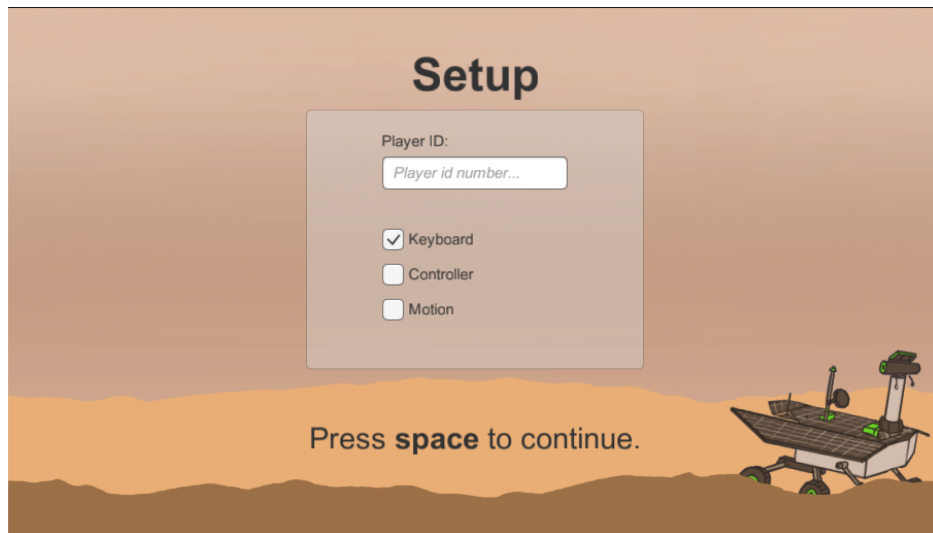 Setup
Player ID:
Player id number...
Keyboard
Controller
Motion
Press space to continue.